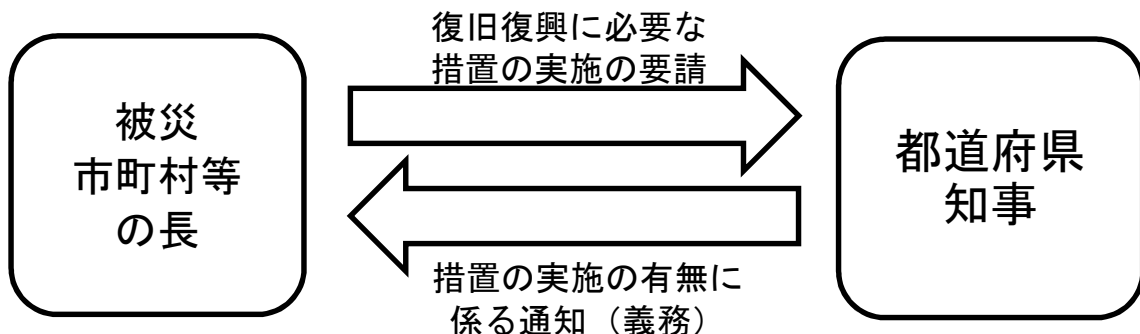 復旧復興に必要な
措置の実施の要請
被災
市町村等
の長
都道府県
知事
措置の実施の有無に
係る通知（義務）